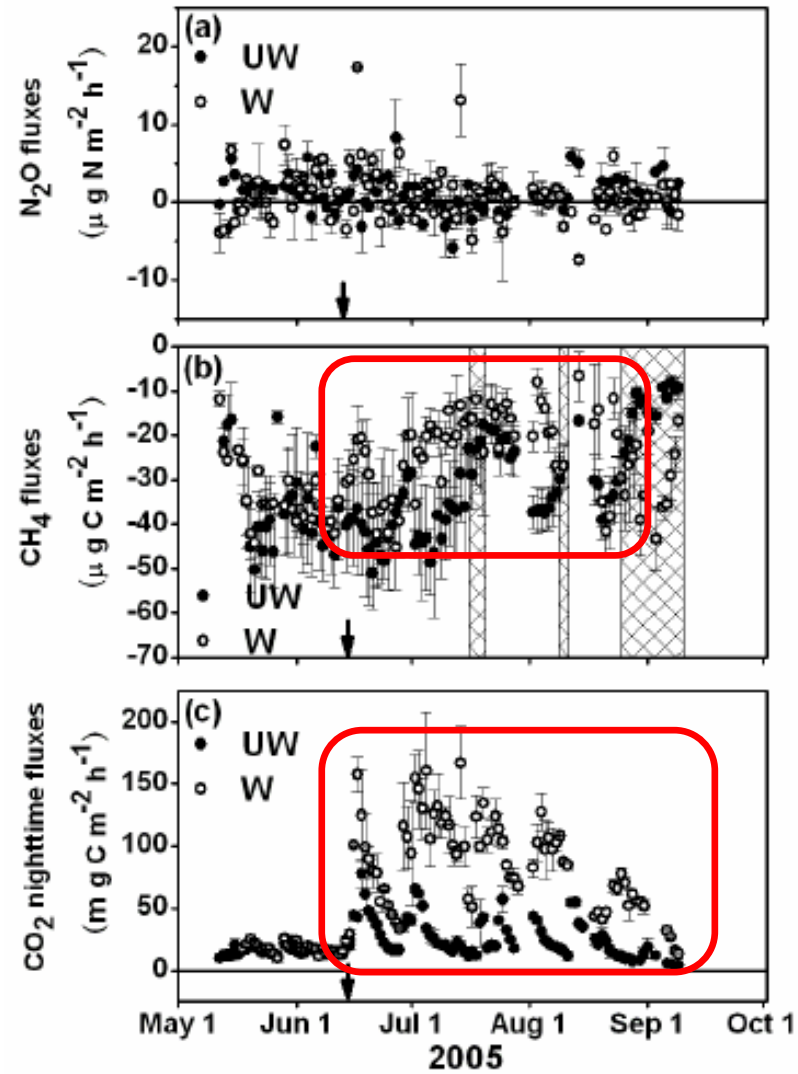 (a)
UW
W
N₂O fluxes
(μ g N m⁻² h⁻¹)
20
10
0
-10
(b)
UW
W
CH₄ fluxes
(μ g C m⁻² h⁻¹)
0
-10
-20
-30
-40
-50
-60
-70
(c)
UW
W
CO₂ nighttime fluxes
(m g C m⁻² h⁻¹)
200
150
100
50
0
May 1 Jun 1 Jul 1 Aug 1 Sep 1 Oct 1
2005